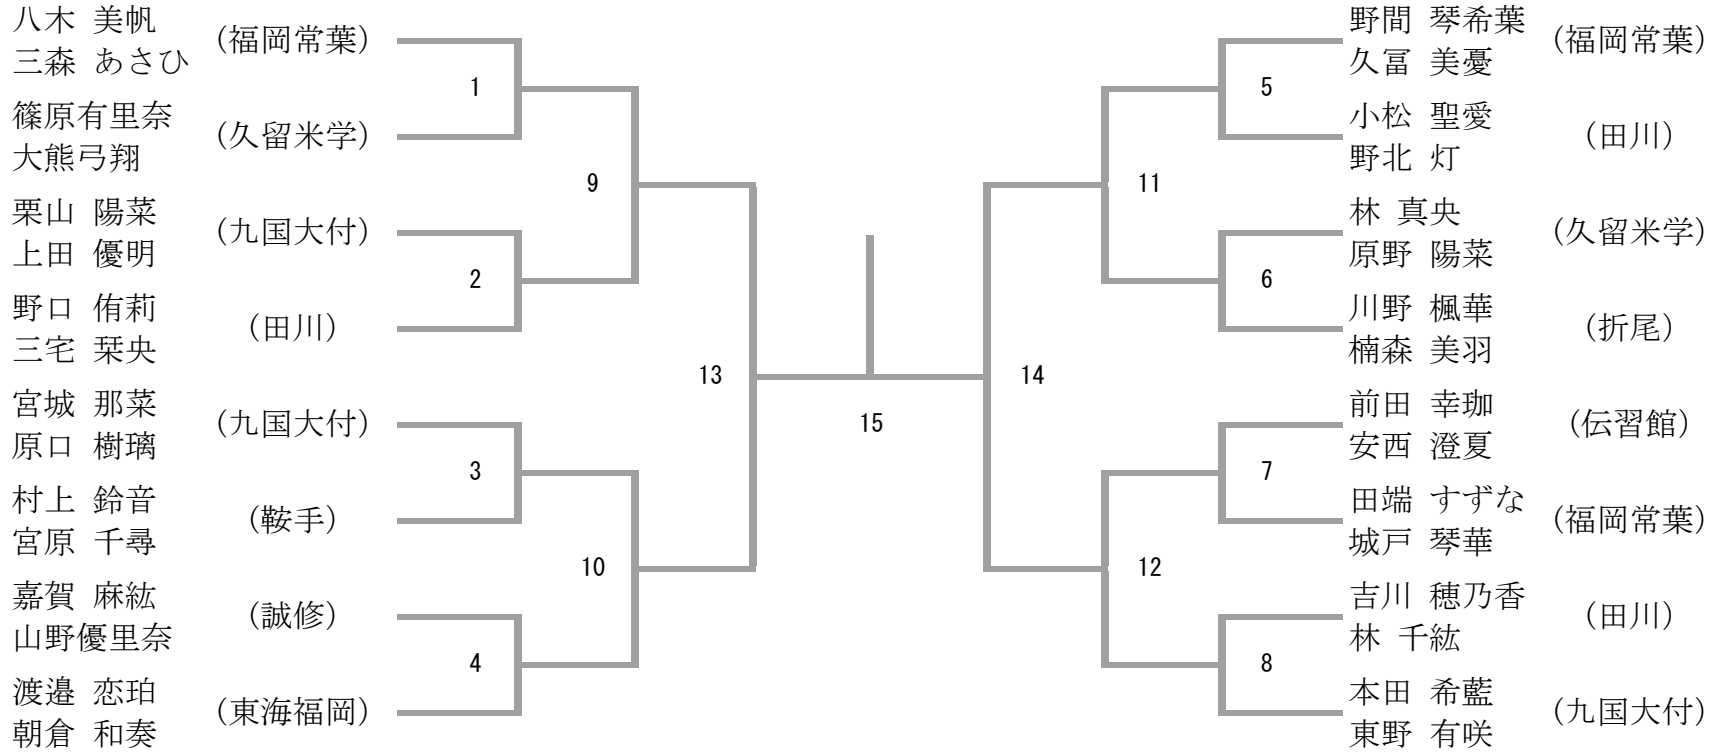 八木 美帆
三森 あさひ
(福岡常葉)
1
篠原有里奈
大熊弓翔
(久留米学)
9
栗山 陽菜
上田 優明
(九国大付)
2
野口 侑莉
三宅 栞央
(田川)
13
宮城 那菜
原口 樹璃
(九国大付)
3
村上 鈴音
宮原 千尋
(鞍手)
10
嘉賀 麻紘
山野優里奈
(誠修)
4
渡邉 恋珀
朝倉 和奏
(東海福岡)
15
野間 琴希葉
久冨 美憂
(福岡常葉)
5
小松 聖愛
野北 灯
(田川)
11
林 真央
原野 陽菜
(久留米学)
6
川野 楓華
楠森 美羽
(折尾)
14
前田 幸珈
安西 澄夏
(伝習館)
7
田端 すずな
城戸 琴華
(福岡常葉)
12
吉川 穂乃香
林 千紘
(田川)
8
本田 希藍
東野 有咲
(九国大付)